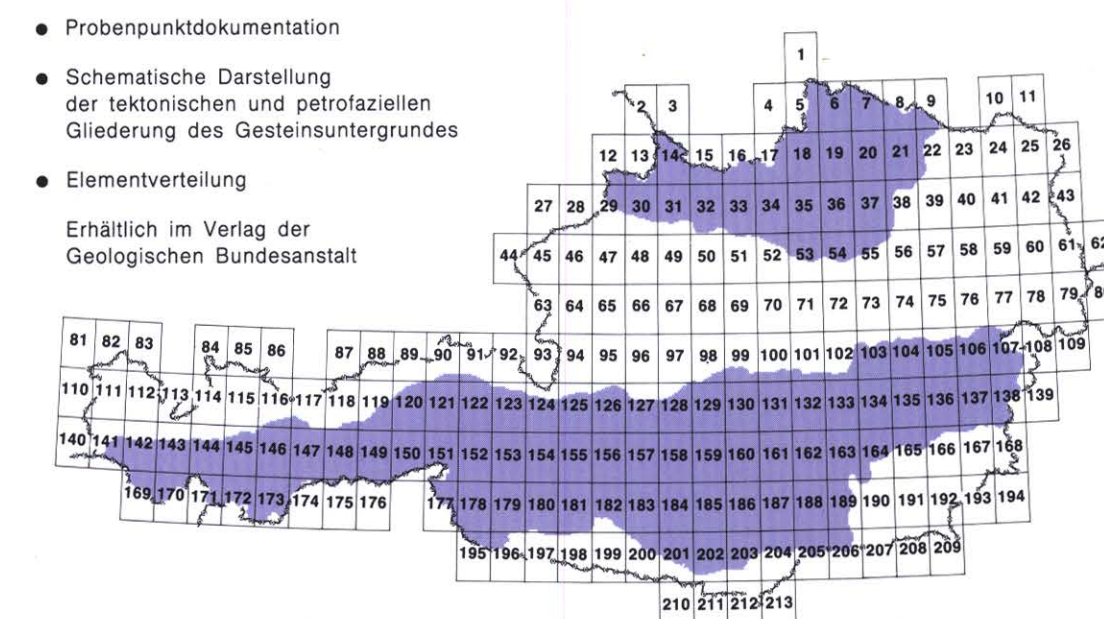 ● Probenpunktdokumentation
● Schematische Darstellung
der tektonischen und petrofaziellen
Gliederung des Gesteinsuntergrundes
● Elementverteilung
Erhältlich im Verlag der
Geologischen Bundesanstalt
1
2 3 4 5 6 7 8 9 10 11
12 13 14 15 16 17 18 19 20 21 22 23 24 25 26
27 28 29 30 31 32 33 34 35 36 37 38 39 40 41 42 43
44 45 46 47 48 49 50 51 52 53 54 55 56 57 58 59 60 61 62
63 64 65 66 67 68 69 70 71 72 73 74 75 76 77 78 79
81 82 83 84 85 86 87 88 89 90 91 92 93 94 95 96 97 98 99 100 101 102 103 104 105 106 107 108 109
110 111 112 113 114 115 116 117 118 119 120 121 122 123 124 125 126 127 128 129 130 131 132 133 134 135 136 137 138 139
140 141 142 143 144 145 146 147 148 149 150 151 152 153 154 155 156 157 158 159 160 161 162 163 164 165 166 167 168
169 170 171 172 173 174 175 176 177 178 179 180 181 182 183 184 185 186 187 188 189 190 191 192 193 194
195 196 197 198 199 200 201 202 203 204 205 206 207 208 209
210 211 212 213